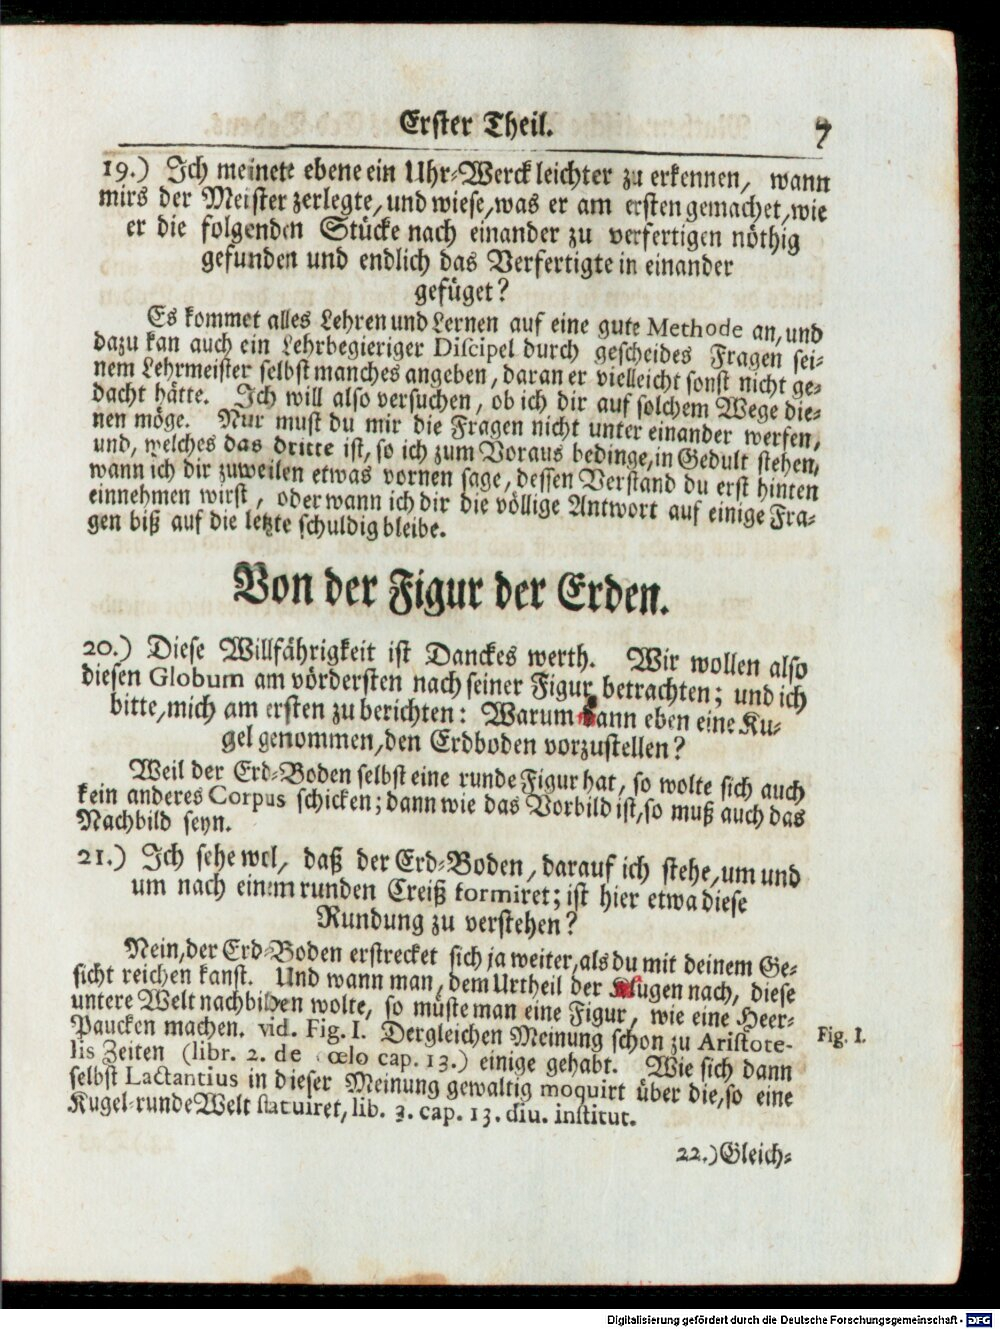 Erster Theil. 7
19.) Ich meinete ebene ein Uhr-Werck leichter zu erkennen, wann
mirs der Meister zerlegte, und wiese, was er am ersten gemachet, wie
er die folgenden Stücke nach einander zu verfertigen nöthig
gefunden und endlich das Verfertigte in einander
gefüget?
Es kommet alles Lehren und Lernen auf eine gute Methode an, und
dazu kan auch ein Lehrbegieriger Discipel durch gescheides Fragen sei-
nem Lehrmeister selbst manches angeben, daran er vielleicht sonst nicht ge-
dacht hätte. Ich will also versuchen, ob ich dir auf solchem Wege die-
nen möge. Nur must du mir die Fragen nicht unter einander werfen,
und, welches das dritte ist, so ich zum Voraus bedinge, in Gedult stehen,
wann ich dir zuweilen etwas vornen sage, dessen Verstand du erst hinten
einnehmen wirst, oder wann ich dir die völlige Antwort auf einige Fra-
gen biß auf die letzte schuldig bleibe.
Von der Figur der Erden.
20.) Diese Willfährigkeit ist Danckes werth. Wir wollen also
diesen Globum am vördersten nach seiner Figur betrachten; und ich
bitte, mich am ersten zu berichten: Warum dann eben eine Ku-
gel genommen, den Erdboden vorzustellen?
Weil der Erd-Boden selbst eine runde Figur hat, so wolte sich auch
kein anderes Corpus schicken; dann wie das Vorbild ist, so muß auch das
Nachbild seyn.
21.) Ich sehe wol, daß der Erd-Boden, darauf ich stehe, um und
um nach einem runden Creiß formiret; ist hier etwa diese
Rundung zu verstehen?
Nein, der Erd-Boden erstrecket sich ja weiter, als du mit deinem Ge-
sicht reichen kanst. Und wann man, dem Urtheil der Klugen nach, diese
untere Welt nachbilden wolte, so müste man eine Figur, wie eine Heer-
Paucken machen. vid. Fig. I. Dergleichen Meinung schon zu Aristote-
lis Zeiten (libr. 2. de cœlo cap. 13.) einige gehabt. Wie sich dann
selbst Lactantius in dieser Meinung gewaltig moquirt über die, so eine
Kugel-runde Welt statuiret, lib. 3. cap. 13. diu. institut.
Fig. I.
22.) Gleich-
Digitalisierung gefördert durch die Deutsche Forschungsgemeinschaft - DFG